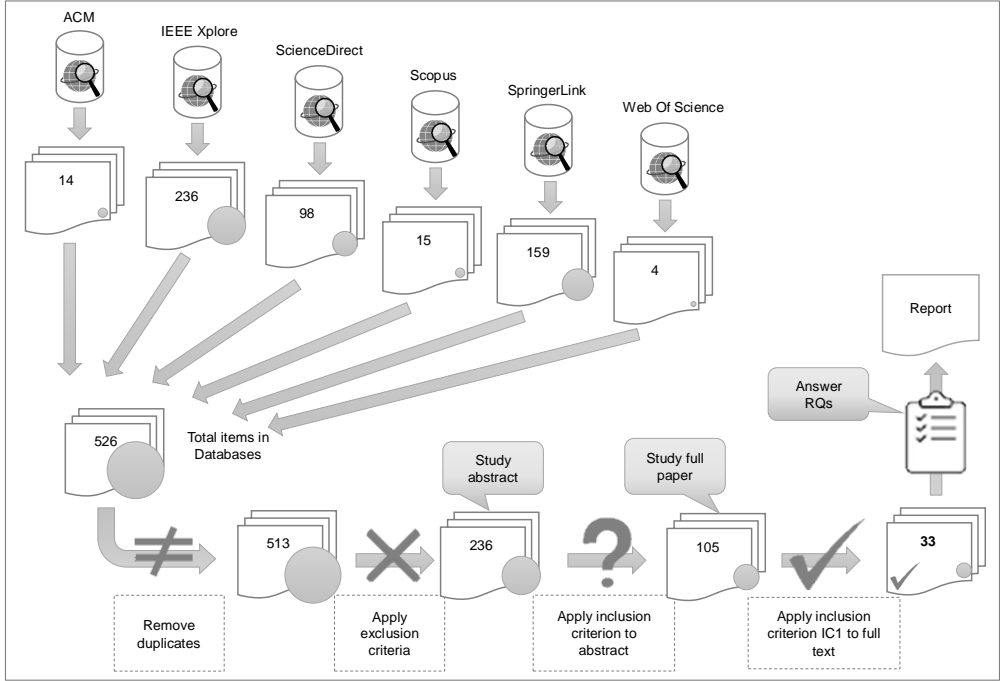 ACM
IEEE Xplore
ScienceDirect
Scopus
SpringerLink
Web Of Science
14
236
98
15
159
4
Report
Answer
RQs
526
Total items in
Databases
Study
abstract
Study full
paper
513
236
105
33
Remove
duplicates
Apply
exclusion
criteria
Apply inclusion
criterion to
abstract
Apply inclusion
criterion IC1 to full
text